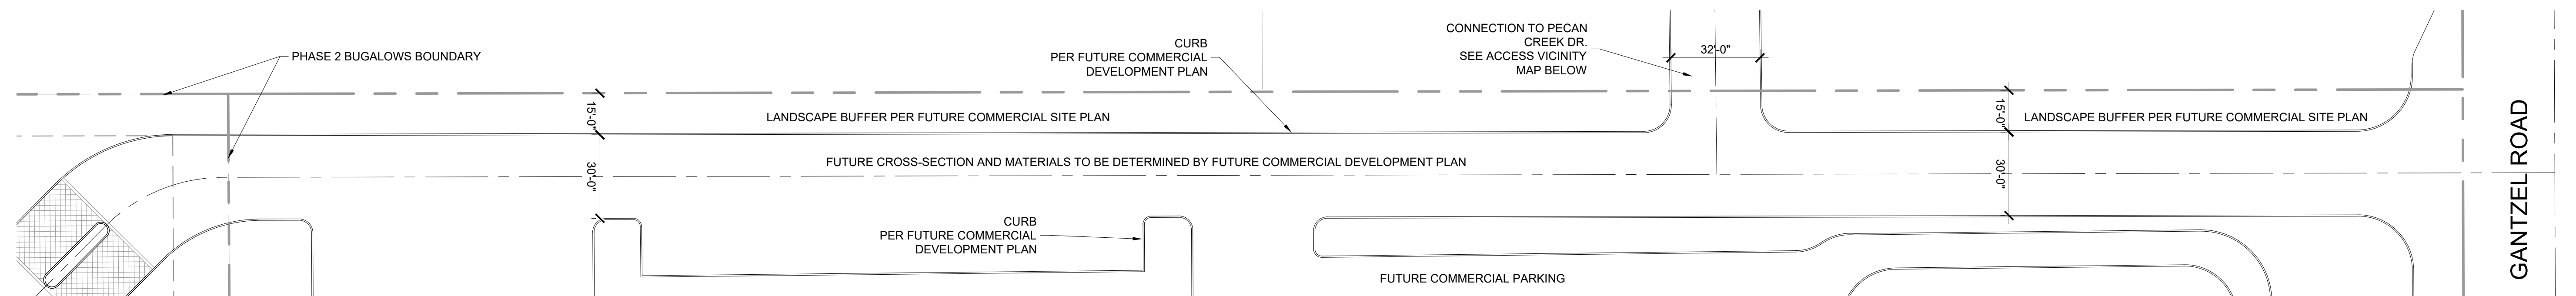 PHASE 2 BUGALOWS BOUNDARY
CURB
PER FUTURE COMMERCIAL
DEVELOPMENT PLAN
CONNECTION TO PECAN
CREEK DR.
SEE ACCESS VICINITY
MAP BELOW
32'-0"
15'-0"
LANDSCAPE BUFFER PER FUTURE COMMERCIAL SITE PLAN
15'-0"
LANDSCAPE BUFFER PER FUTURE COMMERCIAL SITE PLAN
30'-0"
FUTURE CROSS-SECTION AND MATERIALS TO BE DETERMINED BY FUTURE COMMERCIAL DEVELOPMENT PLAN
30'-0"
CURB
PER FUTURE COMMERCIAL
DEVELOPMENT PLAN
FUTURE COMMERCIAL PARKING
GANTZEL ROAD